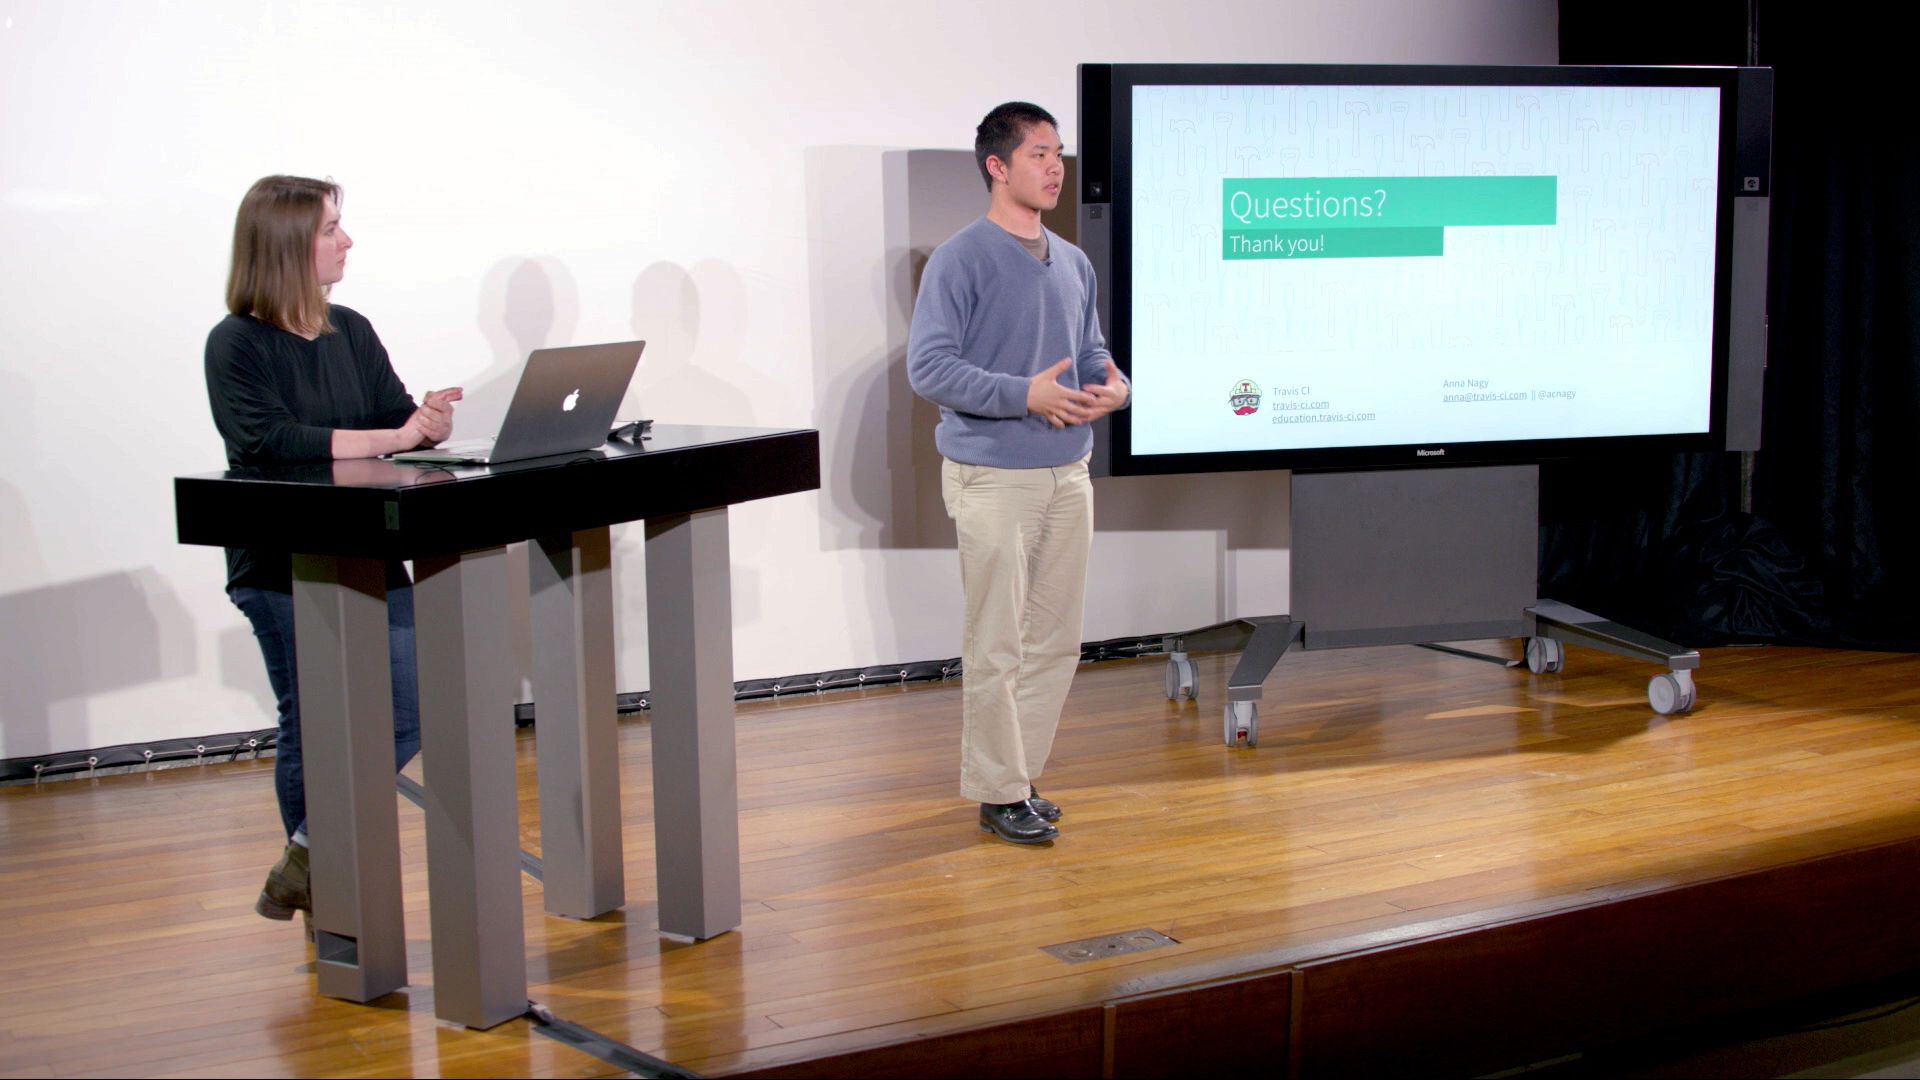 Questions?
Thank you!
Travis CI
travis-ci.com
education.travis-ci.com
Anna Nagy
anna@travis-ci.com || @acnagy
Microsoft